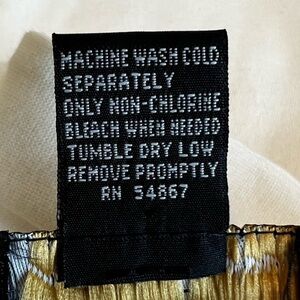 MACHINE WASH COLD
SEPARATELY
ONLY NON-CHLORINE
BLEACH WHEN NEEDED
TUMBLE DRY LOW
REMOVE PROMPTLY
RN 54867